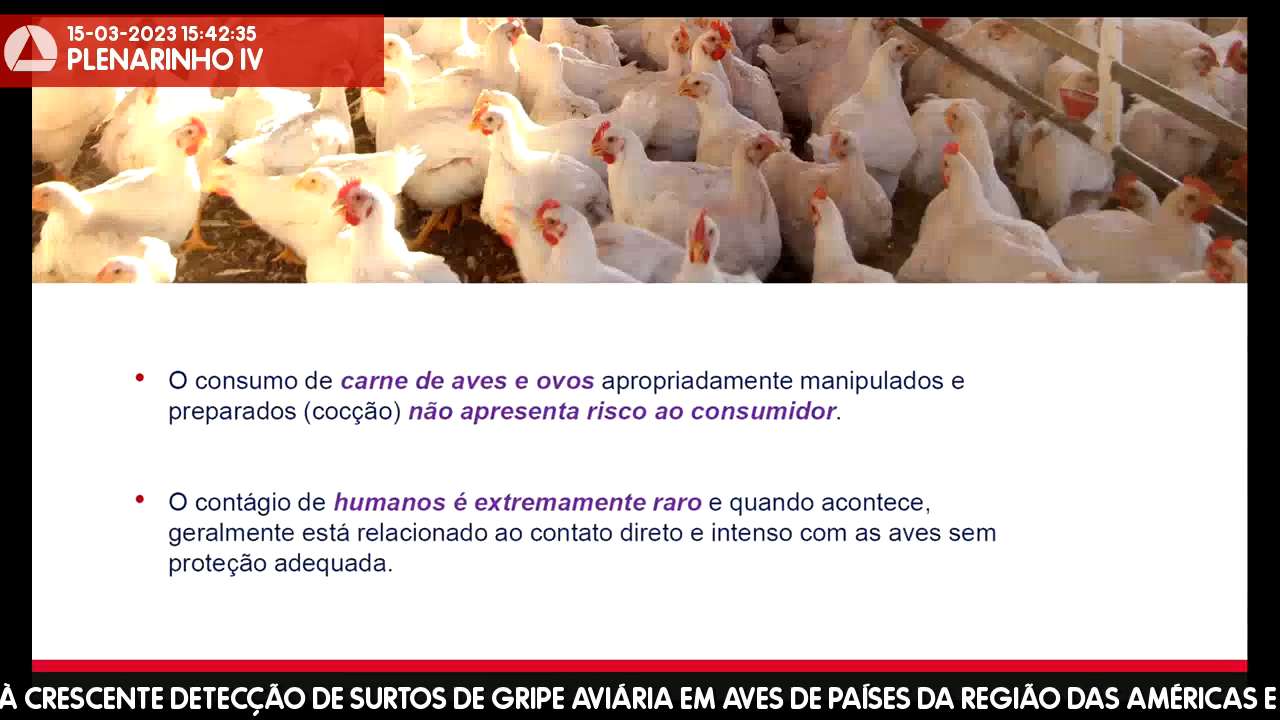 15-03-2023 15:42:35
PLENARINHO IV
• O consumo de carne de aves e ovos apropriadamente manipulados e
preparados (cocção) não apresenta risco ao consumidor.
• O contágio de humanos é extremamente raro e quando acontece,
geralmente está relacionado ao contato direto e intenso com as aves sem
proteção adequada.
À CRESCENTE DETECÇÃO DE SURTOS DE GRIPE AVIÁRIA EM AVES DE PAÍSES DA REGIÃO DAS AMÉRICAS E